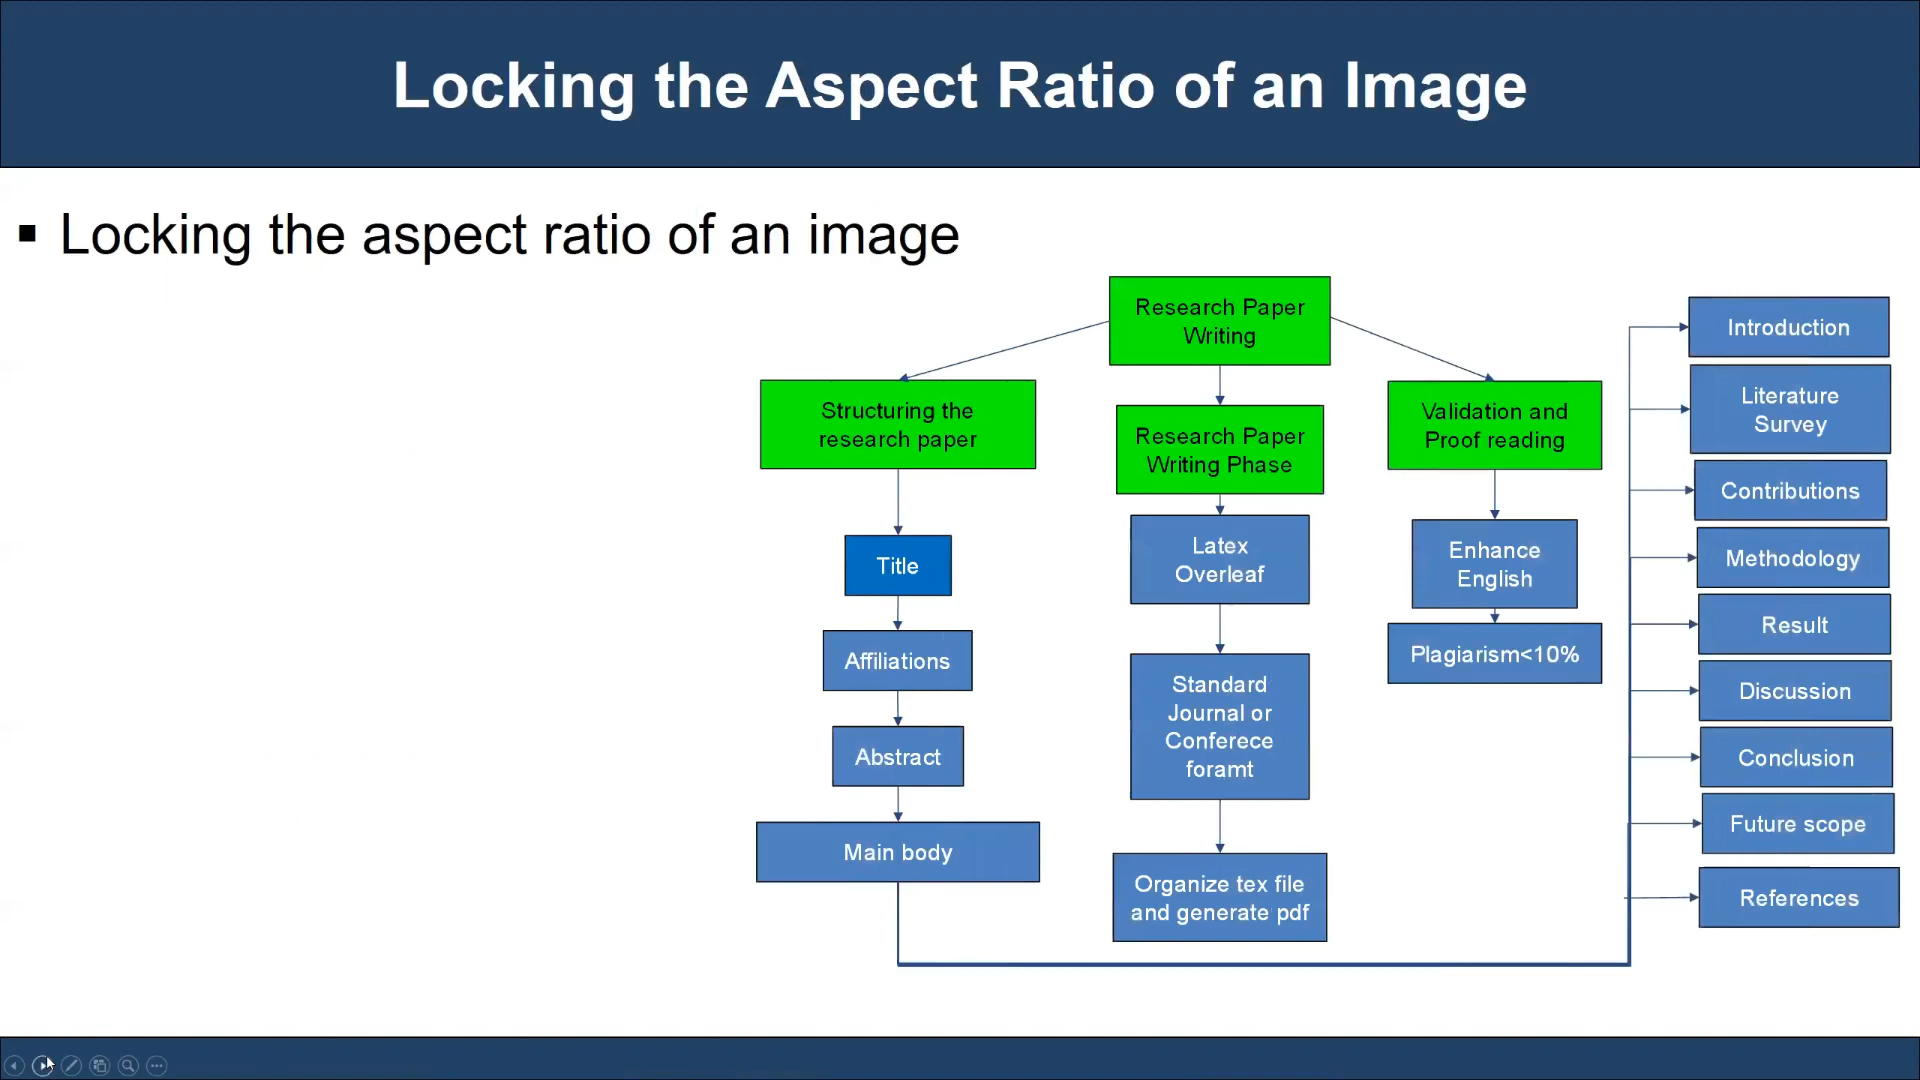 Locking the Aspect Ratio of an Image
▪ Locking the aspect ratio of an image
Research Paper
Writing
Structuring the
research paper
Title
Affiliations
Abstract
Main body
Research Paper
Writing Phase
Latex
Overleaf
Standard
Journal or
Conferece
foramt
Organize tex file
and generate pdf
Validation and
Proof reading
Enhance
English
Plagiarism<10%
Introduction
Literature
Survey
Contributions
Methodology
Result
Discussion
Conclusion
Future scope
References